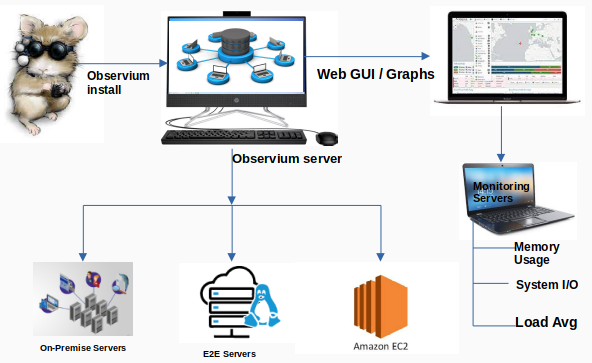 Observium
install
Web GUI / Graphs
Observium server
Monitoring
Servers
Memory
Usage
System I/O
Load Avg
On-Premise Servers
E2E Servers
Amazon EC2